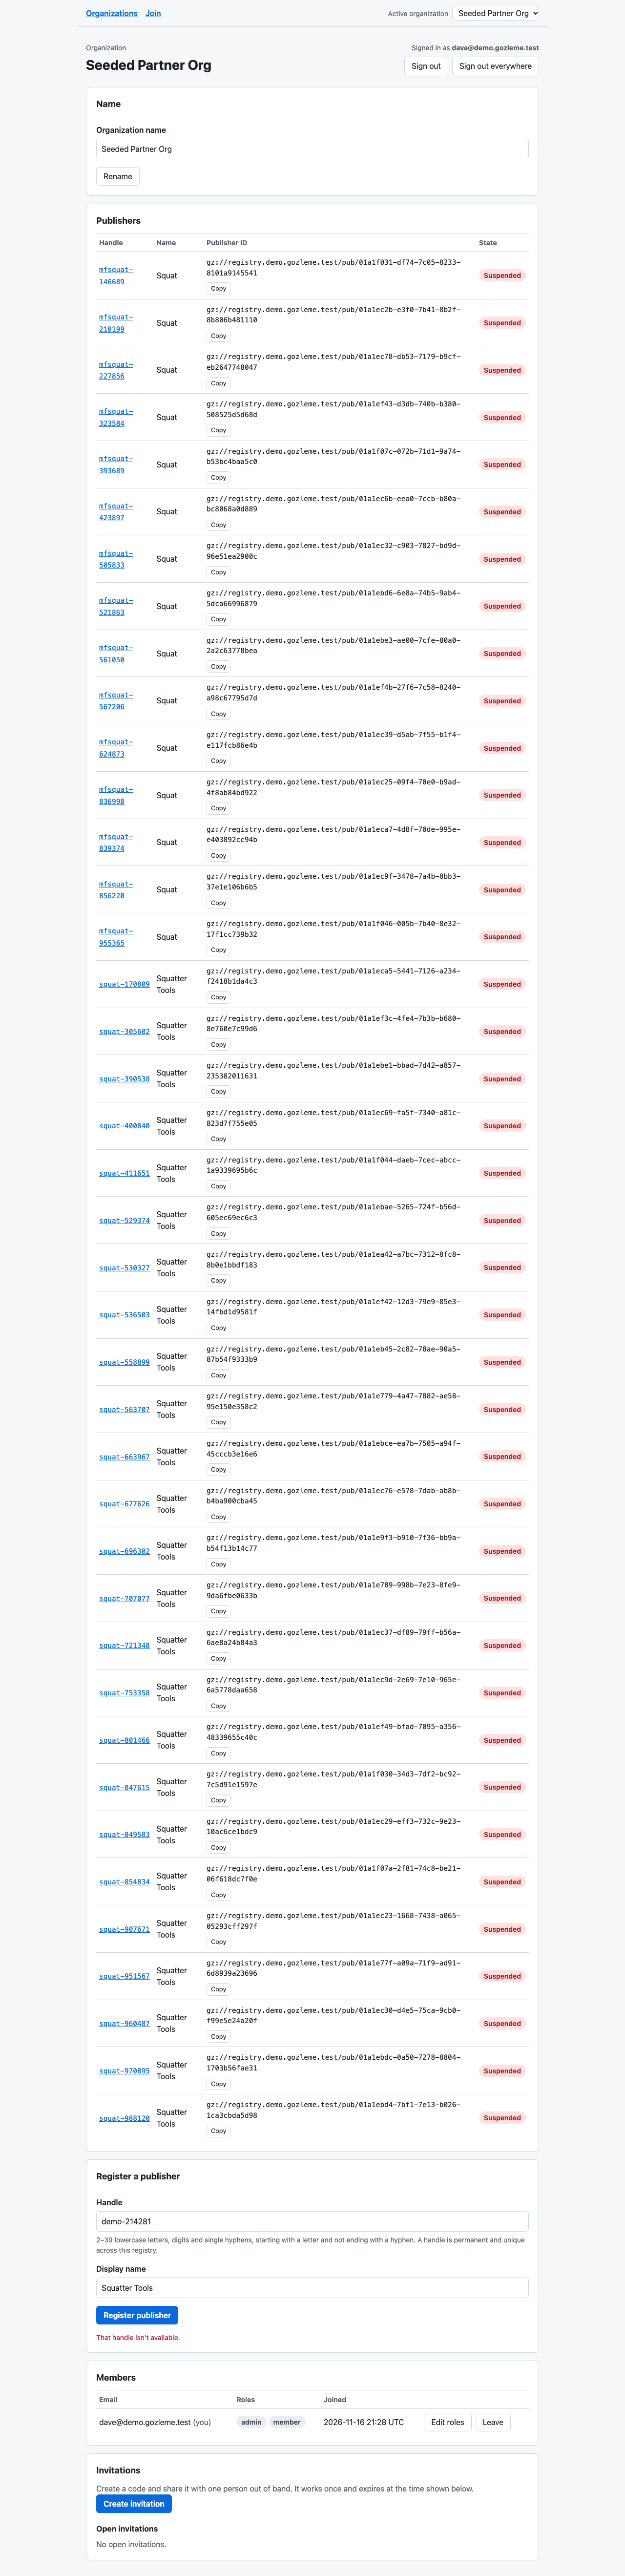 Organizations Join Active organization Seeded Partner Org
Organization Signed in as dave@demo.gozleme.test
Seeded Partner Org Sign out Sign out everywhere
Name
Organization name
Seeded Partner Org
Rename
Publishers
Handle Name Publisher ID State
mfsquat-146689 Squat gz://registry.demo.gozleme.test/pub/01a1f031-df74-7c05-8233-8101a9145541 Copy Suspended
mfsquat-210199 Squat gz://registry.demo.gozleme.test/pub/01a1ec2b-e3f0-7b41-8b2f-8b806b481110 Copy Suspended
mfsquat-227856 Squat gz://registry.demo.gozleme.test/pub/01a1ec78-db53-7179-b9cf-eb2647748047 Copy Suspended
mfsquat-323584 Squat gz://registry.demo.gozleme.test/pub/01a1ef43-d3db-740b-b380-508525d5d68d Copy Suspended
mfsquat-393689 Squat gz://registry.demo.gozleme.test/pub/01a1f07c-072b-71d1-9a74-b53bc4baa5c0 Copy Suspended
mfsquat-423897 Squat gz://registry.demo.gozleme.test/pub/01a1ec6b-eea0-7ccb-b80a-bc8068a0d889 Copy Suspended
mfsquat-505833 Squat gz://registry.demo.gozleme.test/pub/01a1ec32-c903-7827-bd9d-96e51ea2900c Copy Suspended
mfsquat-521863 Squat gz://registry.demo.gozleme.test/pub/01a1ebd6-6e8a-74b5-9ab4-5dca66996879 Copy Suspended
mfsquat-561050 Squat gz://registry.demo.gozleme.test/pub/01a1ebe3-ae00-7cfe-80a0-2a2c63778bea Copy Suspended
mfsquat-567206 Squat gz://registry.demo.gozleme.test/pub/01a1ef4b-27f6-7c58-8240-a98c67795d7d Copy Suspended
mfsquat-624873 Squat gz://registry.demo.gozleme.test/pub/01a1ec39-d5ab-7f55-b1f4-e117fcb86e4b Copy Suspended
mfsquat-836998 Squat gz://registry.demo.gozleme.test/pub/01a1ec25-09f4-70e0-b9ad-4f8ab84bd922 Copy Suspended
mfsquat-839374 Squat gz://registry.demo.gozleme.test/pub/01a1eca7-4d8f-70de-995e-e403892cc94b Copy Suspended
mfsquat-856220 Squat gz://registry.demo.gozleme.test/pub/01a1ec9f-3478-7a4b-8bb3-37e1e106b6b5 Copy Suspended
mfsquat-955365 Squat gz://registry.demo.gozleme.test/pub/01a1f046-005b-7b40-8e32-17f1cc739b32 Copy Suspended
squat-170809 Squatter Tools gz://registry.demo.gozleme.test/pub/01a1eca5-5441-7126-a234-f2418b1da4c3 Copy Suspended
squat-305602 Squatter Tools gz://registry.demo.gozleme.test/pub/01a1ef3c-4fe4-7b3b-b680-8e760e7c99d6 Copy Suspended
squat-390538 Squatter Tools gz://registry.demo.gozleme.test/pub/01a1ebe1-bbad-7d42-a857-235382011631 Copy Suspended
squat-400840 Squatter Tools gz://registry.demo.gozleme.test/pub/01a1ec69-fa5f-7340-a81c-823d7f755e05 Copy Suspended
squat-411651 Squatter Tools gz://registry.demo.gozleme.test/pub/01a1f044-daeb-7cec-abcc-1a9339695b6c Copy Suspended
squat-529374 Squatter Tools gz://registry.demo.gozleme.test/pub/01a1ebae-5265-724f-b56d-605ec69ec6c3 Copy Suspended
squat-530327 Squatter Tools gz://registry.demo.gozleme.test/pub/01a1ea42-a7bc-7312-8fc8-8b0e1bbdf183 Copy Suspended
squat-536503 Squatter Tools gz://registry.demo.gozleme.test/pub/01a1ef42-12d3-79e9-85e3-14fbd1d9581f Copy Suspended
squat-558899 Squatter Tools gz://registry.demo.gozleme.test/pub/01a1eb45-2c82-78ae-90a5-87b54f9333b9 Copy Suspended
squat-563707 Squatter Tools gz://registry.demo.gozleme.test/pub/01a1e779-4a47-7882-ae58-95e150e358c2 Copy Suspended
squat-663967 Squatter Tools gz://registry.demo.gozleme.test/pub/01a1ebce-ea7b-7505-a94f-45cccb3e16e6 Copy Suspended
squat-677626 Squatter Tools gz://registry.demo.gozleme.test/pub/01a1ec76-e578-7dab-ab8b-b4ba900cba45 Copy Suspended
squat-696302 Squatter Tools gz://registry.demo.gozleme.test/pub/01a1e9f3-b910-7f36-bb9a-b54f13b14c77 Copy Suspended
squat-707077 Squatter Tools gz://registry.demo.gozleme.test/pub/01a1e789-998b-7e23-8fe9-9da6fbe0633b Copy Suspended
squat-721348 Squatter Tools gz://registry.demo.gozleme.test/pub/01a1ec37-df89-79ff-b56a-6ae8a24b84a3 Copy Suspended
squat-753358 Squatter Tools gz://registry.demo.gozleme.test/pub/01a1ec9d-2e69-7e10-965e-6a5778daa658 Copy Suspended
squat-801466 Squatter Tools gz://registry.demo.gozleme.test/pub/01a1ef49-bfad-7095-a356-48339655c40c Copy Suspended
squat-847615 Squatter Tools gz://registry.demo.gozleme.test/pub/01a1f030-34d3-7df2-bc92-7c5d91e1597e Copy Suspended
squat-849583 Squatter Tools gz://registry.demo.gozleme.test/pub/01a1ec29-eff3-732c-9e23-10ac6ce1bdc9 Copy Suspended
squat-854834 Squatter Tools gz://registry.demo.gozleme.test/pub/01a1f07a-2f81-74c8-be21-06f618dc7f0e Copy Suspended
squat-907671 Squatter Tools gz://registry.demo.gozleme.test/pub/01a1ec23-1668-7438-a065-05293cff297f Copy Suspended
squat-951567 Squatter Tools gz://registry.demo.gozleme.test/pub/01a1e77f-a09a-71f9-ad91-6d8939a23696 Copy Suspended
squat-960487 Squatter Tools gz://registry.demo.gozleme.test/pub/01a1ec30-d4e5-75ca-9cb0-f99e5e24a20f Copy Suspended
squat-970895 Squatter Tools gz://registry.demo.gozleme.test/pub/01a1ebdc-0a50-7278-8804-1703b56fae31 Copy Suspended
squat-988120 Squatter Tools gz://registry.demo.gozleme.test/pub/01a1ebd4-7bf1-7e13-b026-1ca3cbda5d98 Copy Suspended
Register a publisher
Handle
demo-214281
2–39 lowercase letters, digits and single hyphens, starting with a letter and not ending with a hyphen. A handle is permanent and unique
across this registry.
Display name
Squatter Tools
Register publisher
That handle isn't available.
Members
Email Roles Joined
dave@demo.gozleme.test (you) admin member 2026-11-16 21:28 UTC Edit roles Leave
Invitations
Create a code and share it with one person out of band. It works once and expires at the time shown below.
Create invitation
Open invitations
No open invitations.